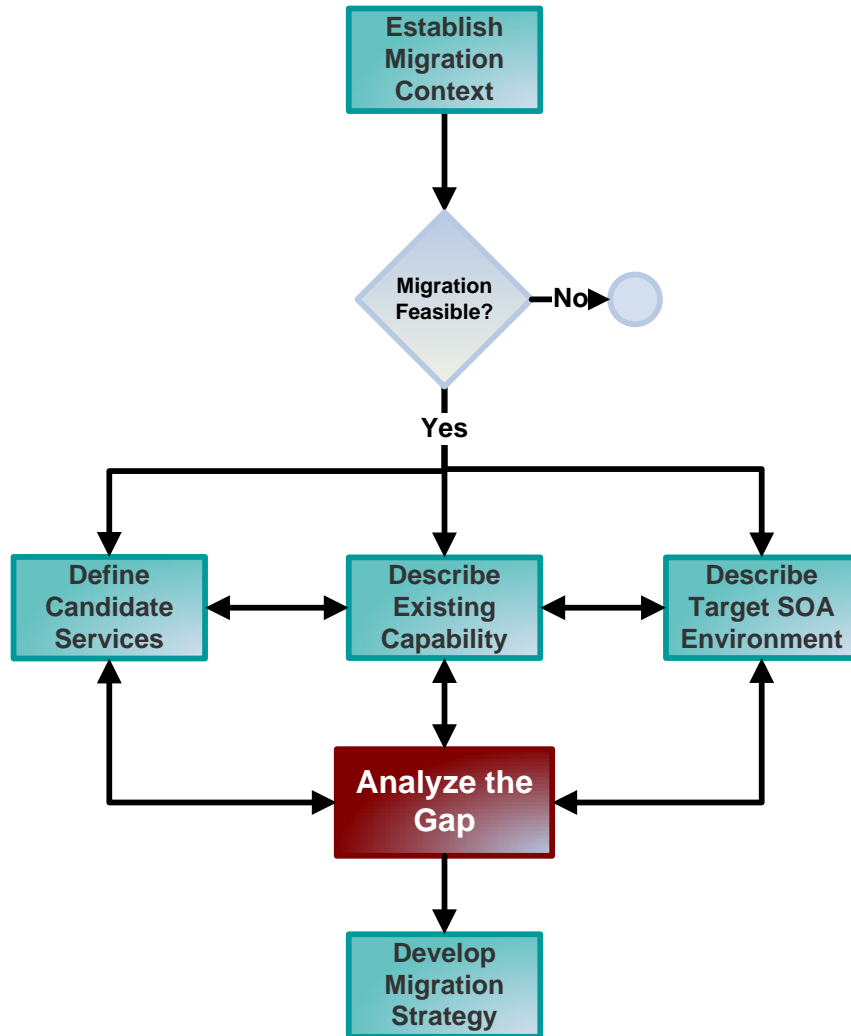 Establish
Migration
Context
Migration
Feasible?
No
Yes
Define
Candidate
Services
Describe
Existing
Capability
Describe
Target SOA
Environment
Analyze the
Gap
Develop
Migration
Strategy